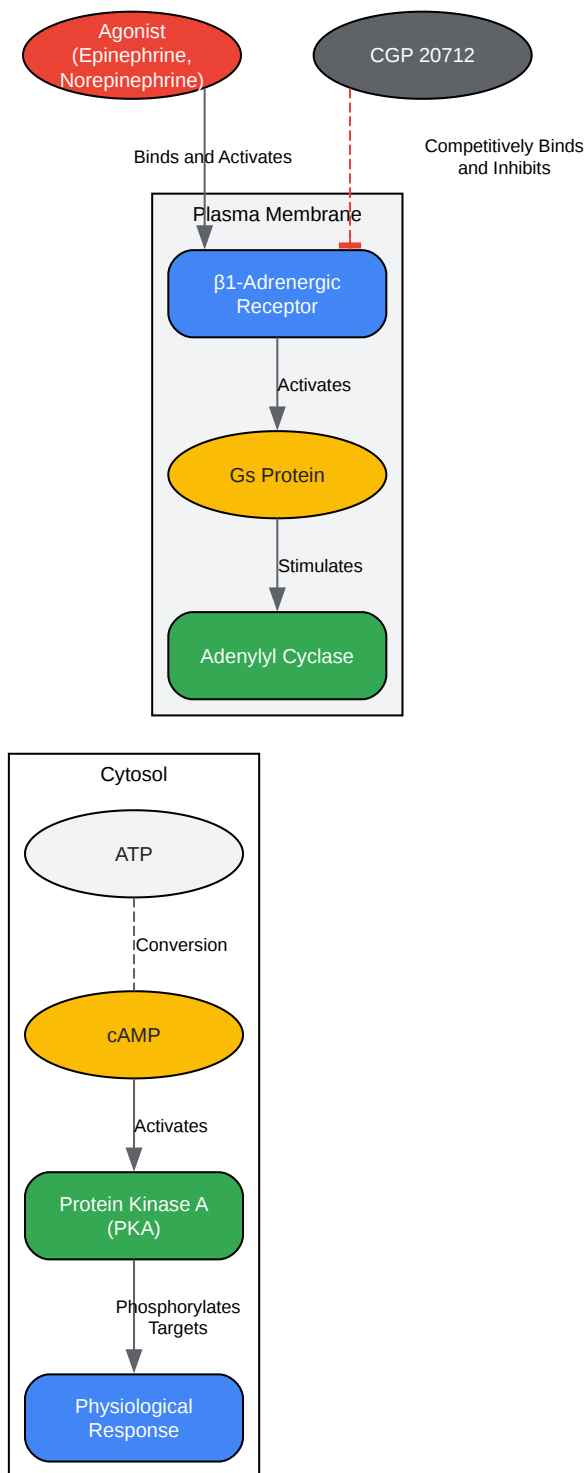 Agonist
(Epinephrine,
Norepinephrine)
CGP 20712
Binds and Activates
Competitively Binds
and Inhibits
Plasma Membrane
β1-Adrenergic
Receptor
Activates
Gs Protein
Stimulates
Adenylyl Cyclase
Cytosol
ATP
Conversion
cAMP
Activates
Protein Kinase A
(PKA)
Phosphorylates
Targets
Physiological
Response